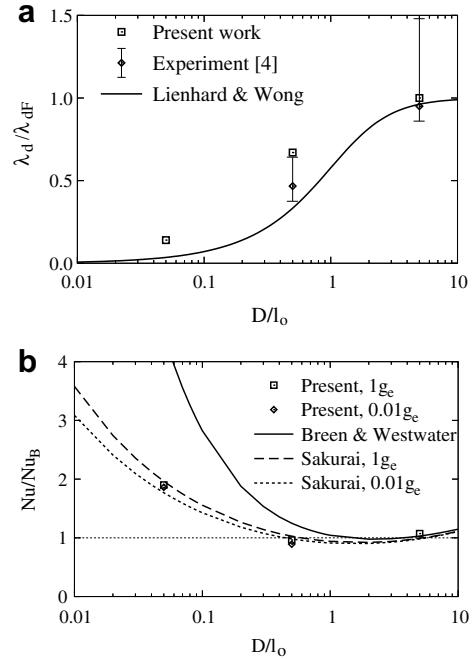 a
1.5
Present work
Experiment [4]
Lienhard & Wong
1.0
λd/λdF
0.5
0.0
0.01 0.1 1 10
D/lo
b
4
Present, 1ge
Present, 0.01ge
Breen & Westwater
Sakurai, 1ge
Sakurai, 0.01ge
3
Nu/NuB
2
1
0
0.01 0.1 1 10
D/lo